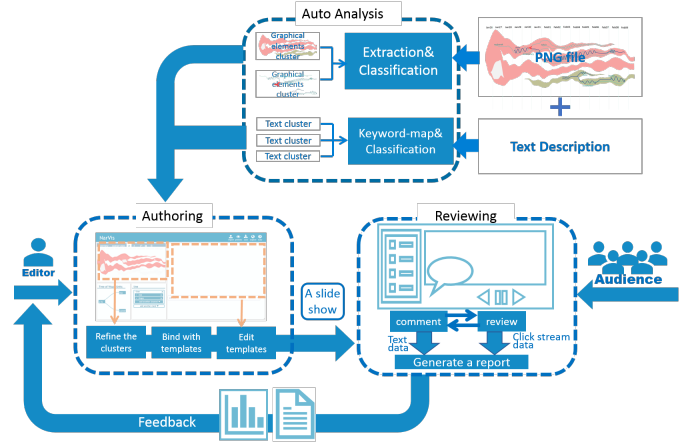 Auto Analysis
Graphical
elements
cluster
Graphical
elements
cluster
Extraction&
Classification
PNG file
Text cluster
Text cluster
Text cluster
Keyword-map&
Classification
Text Description
Authoring
Reviewing
Editor
Audience
A slide
show
Refine the
clusters
Bind with
templates
Edit
templates
comment
review
Text
data
Click stream
data
Generate a report
Feedback